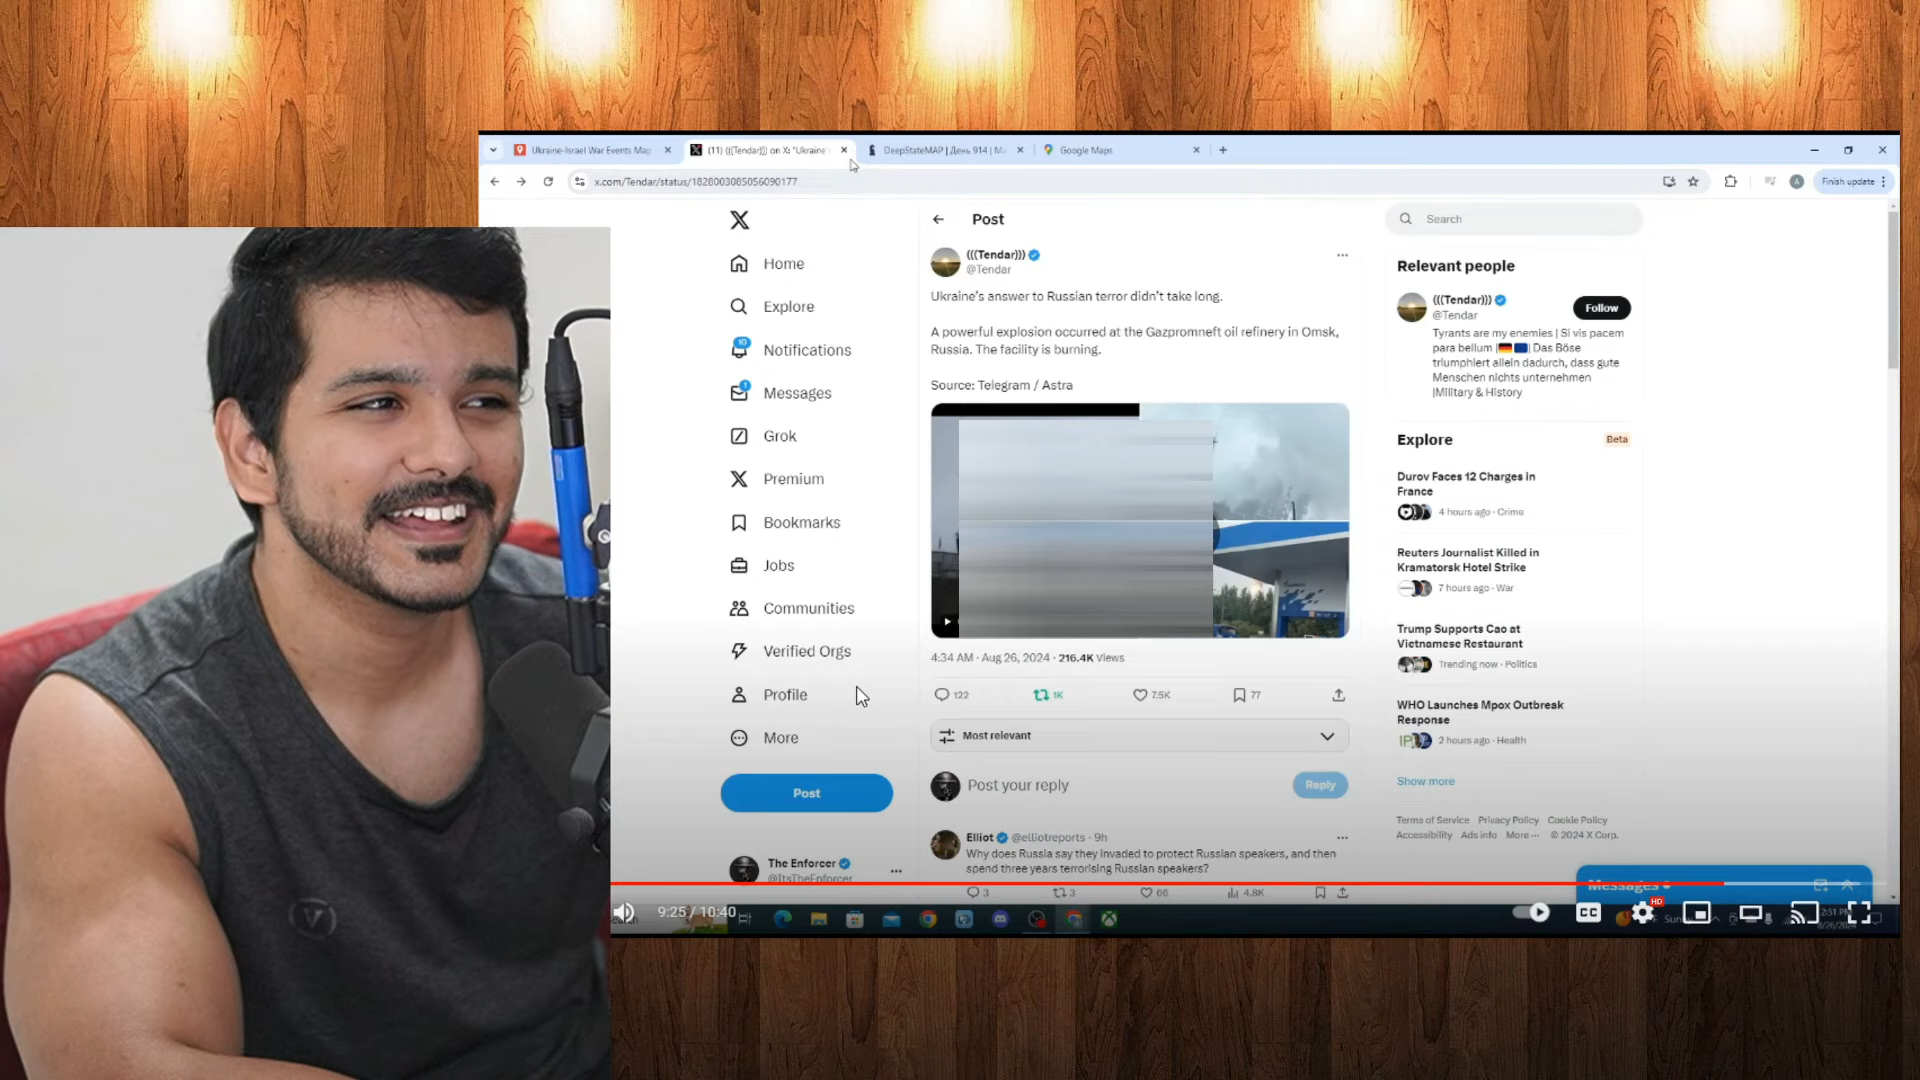 Ukraine-Israel War Events Map
(11) (((Tendar))) on X: "Ukraine's
DeepStateMAP | День 914 | М
Google Maps
x.com/Tendar/status/1828003085056090177
Finish update
Home
Explore
Notifications
10
Messages
1
Grok
Premium
Bookmarks
Jobs
Communities
Verified Orgs
Profile
More
Post
The Enforcer
@ItsTheEnforcer
Post
(((Tendar)))
@Tendar
Ukraine's answer to Russian terror didn't take long.
A powerful explosion occurred at the Gazpromneft oil refinery in Omsk,
Russia. The facility is burning.
Source: Telegram / Astra
4:34 AM · Aug 26, 2024 · 216.4K Views
122
1K
7.5K
77
Most relevant
Post your reply
Reply
Elliot @elliotreports · 9h
Why does Russia say they invaded to protect Russian speakers, and then
spend three years terrorising Russian speakers?
3
3
66
4.8K
Search
Relevant people
(((Tendar)))
@Tendar
Follow
Tyrants are my enemies | Si vis pacem
para bellum | Das Böse
triumphiert allein dadurch, dass gute
Menschen nichts unternehmen
|Military & History
Explore
Beta
Durov Faces 12 Charges in
France
4 hours ago · Crime
Reuters Journalist Killed in
Kramatorsk Hotel Strike
7 hours ago · War
Trump Supports Cao at
Vietnamese Restaurant
Trending now · Politics
WHO Launches Mpox Outbreak
Response
2 hours ago · Health
Show more
Terms of Service Privacy Policy Cookie Policy
Accessibility Ads info More ··· © 2024 X Corp.
Messages
9:25 / 10:40
CC
HD